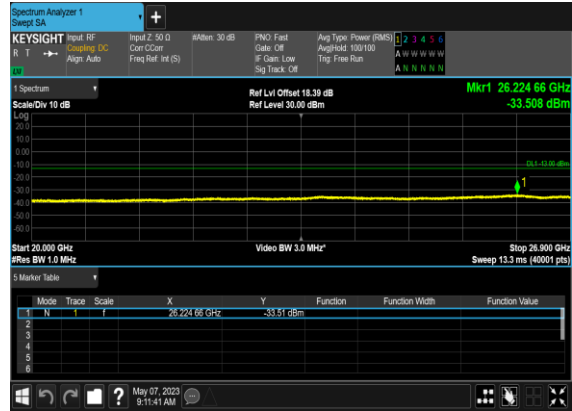 Spectrum Analyzer 1
Swept SA
+
KEYSIGHT Input: RF Input Z: 50 Ω #Atten: 30 dB PNO: Fast Avg Type: Power (RMS) 1 2 3 4 5 6
R T Coupling: DC Corr CCorr Gate: Off Avg|Hold: 100/100 A W W W W W
Align: Auto Freq Ref: Int (S) IF Gain: Low Trig: Free Run
Sig Track: Off A N N N N N
1 Spectrum Ref Lvl Offset 18.39 dB Mkr1 26.224 66 GHz
Scale/Div 10 dB Ref Level 30.00 dBm -33.508 dBm
Log
20.0
10.0
0.00
-10.0 DL1 -13.00 dBm
-20.0
-30.0 1
-40.0
-50.0
-60.0
Start 20.000 GHz Video BW 3.0 MHz* Stop 26.900 GHz
#Res BW 1.0 MHz Sweep 13.3 ms (40001 pts)
5 Marker Table
Mode Trace Scale X Y Function Function Width Function Value
1 N 1 f 26.224 66 GHz -33.51 dBm
2
3
4
5
6
? May 07, 2023
9:11:41 AM